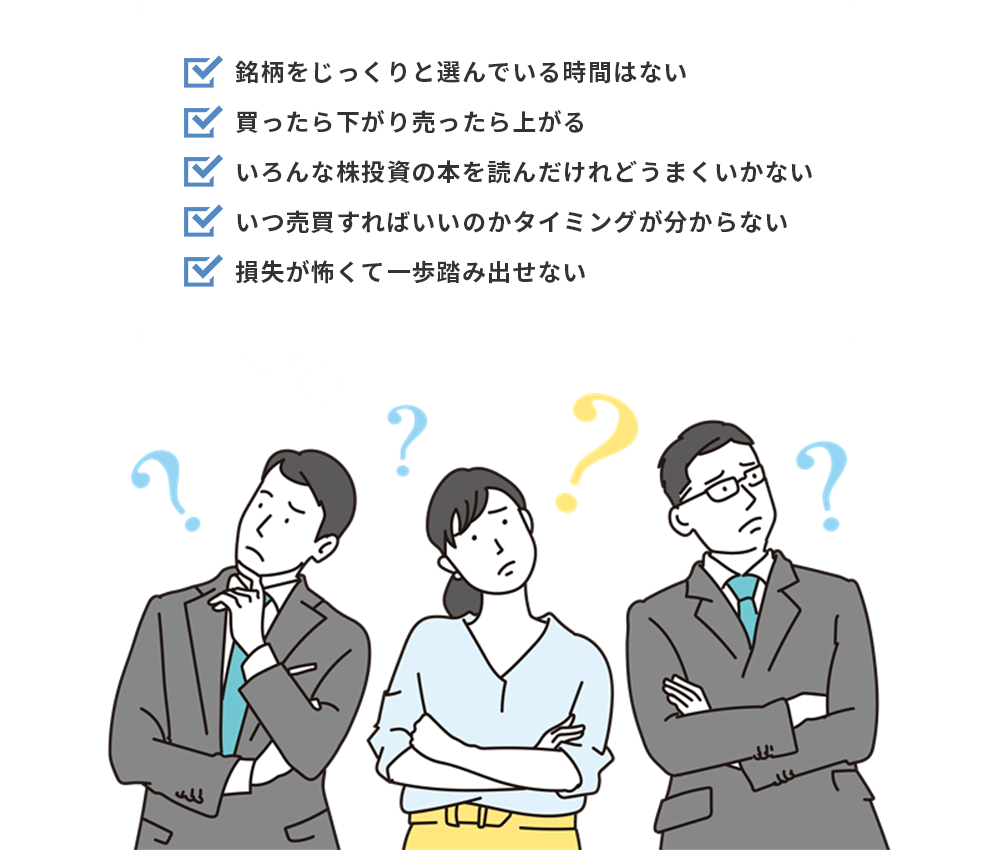 銘柄をじっくりと選んでいる時間はない
買ったら下がり売ったら上がる
いろんな株投資の本を読んだけれどうまくいかない
いつ売買すればいいのかタイミングが分からない
損失が怖くて一歩踏み出せない
? ? ? ?